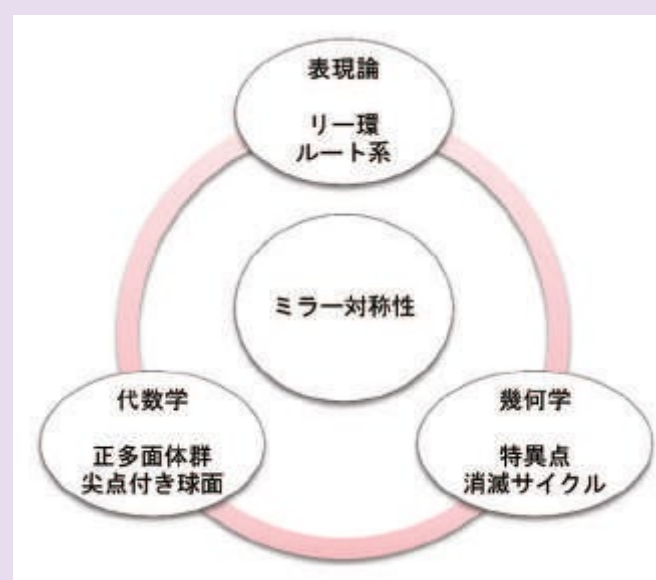 表現論
リー環
ルート系
ミラー対称性
代数学
正多面体群
尖点付き球面
幾何学
特異点
消滅サイクル